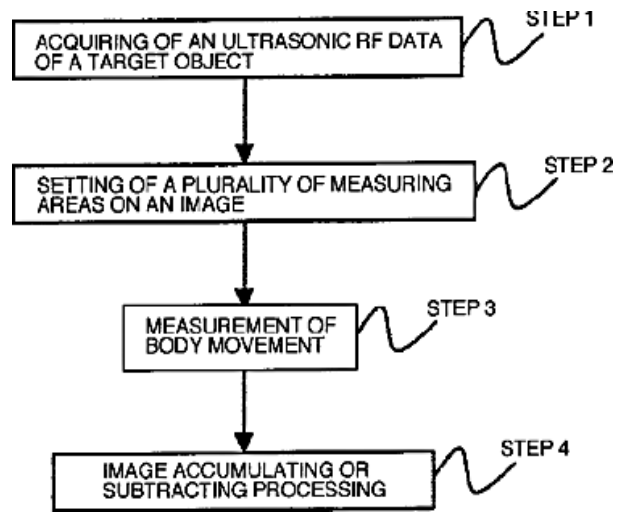 STEP 1
ACQUIRING OF AN ULTRASONIC RF DATA
OF A TARGET OBJECT
STEP 2
SETTING OF A PLURALITY OF MEASURING
AREAS ON AN IMAGE
STEP 3
MEASUREMENT OF
BODY MOVEMENT
STEP 4
IMAGE ACCUMULATING OR
SUBTRACTING PROCESSING